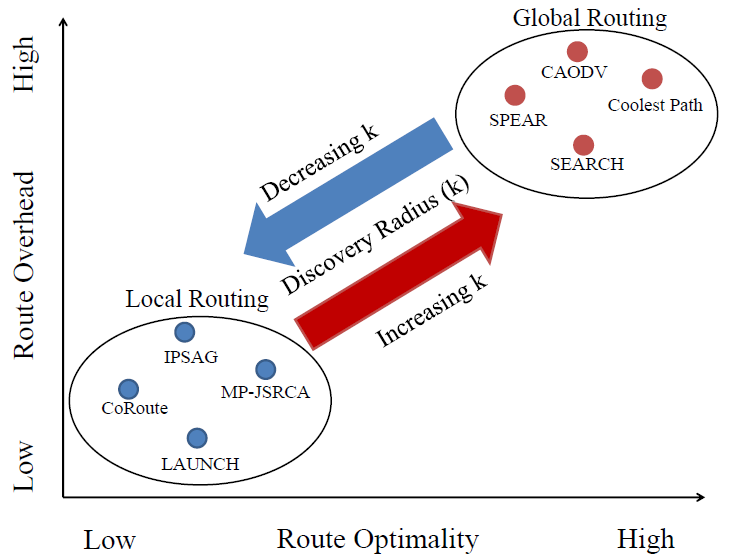 Global Routing
CAODV
Coolest Path
SPEAR
SEARCH
High
Route Overhead
Low
Decreasing k
Discovery Radius (k)
Increasing k
Local Routing
IPSAG
MP-JSRCA
CoRoute
LAUNCH
Low
Route Optimality
High